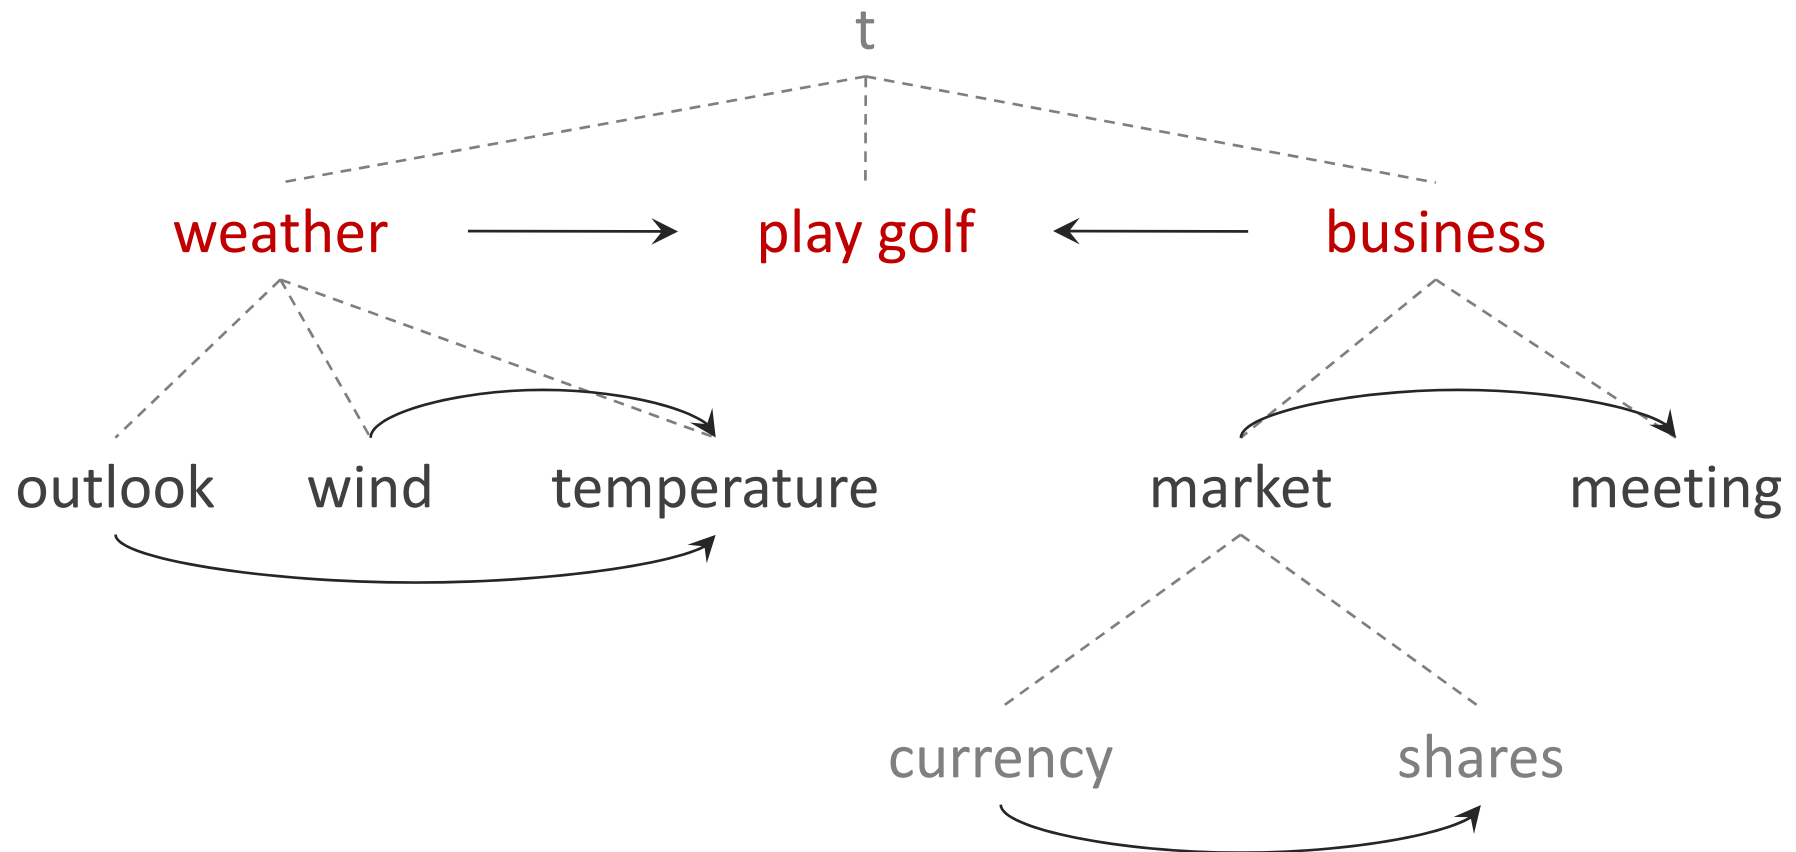 t
weather play golf business
outlook wind temperature market meeting
currency shares